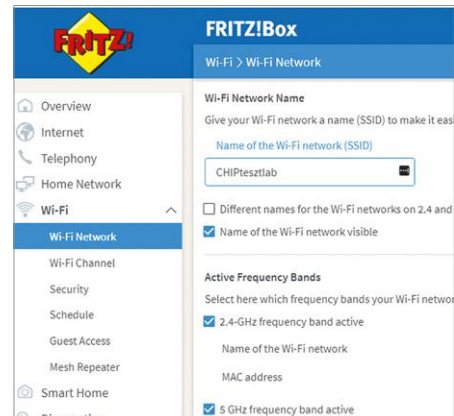 FRITZ!
FRITZ!Box
Wi-Fi > Wi-Fi Network
Overview
Internet
Telephony
Home Network
Wi-Fi
Wi-Fi Network
Wi-Fi Channel
Security
Schedule
Guest Access
Mesh Repeater
Smart Home
Wi-Fi Network Name
Give your Wi-Fi network a name (SSID) to make it
Name of the Wi-Fi network (SSID)
CHIPtesztlab
Different names for the Wi-Fi networks on 2.4 and
Name of the Wi-Fi network visible
Active Frequency Bands
Select here which frequency bands your Wi-Fi
2.4-GHz frequency band active
Name of the Wi-Fi network
MAC address
5 GHz frequency band active